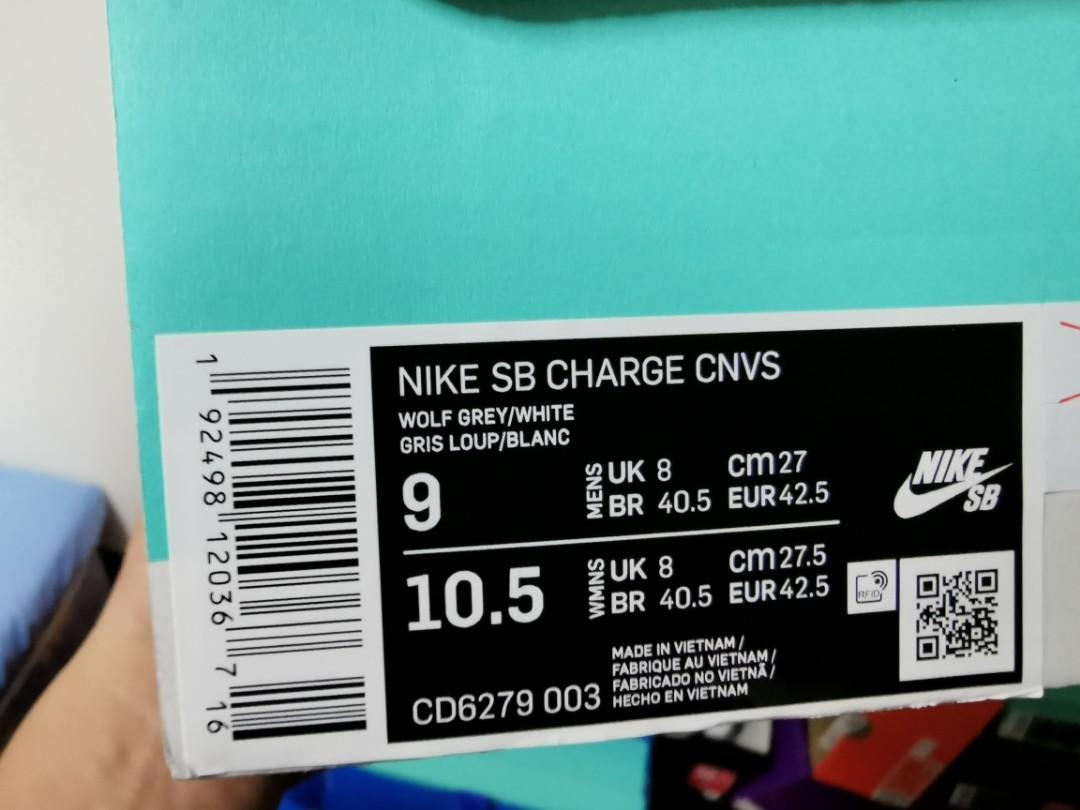 NIKE SB CHARGE CNVS
WOLF GREY/WHITE
GRIS LOUP/BLANC
9
MENS
UK 8 cm 27
BR 40.5 EUR 42.5
NIKE
SB
10.5
WMNS
UK 8 cm 27.5
BR 40.5 EUR 42.5
RFID
MADE IN VIETNAM /
FABRIQUE AU VIETNAM /
FABRICADO NO VIETNÃ /
HECHO EN VIETNAM
CD6279 003
1 92498 12036 7 16